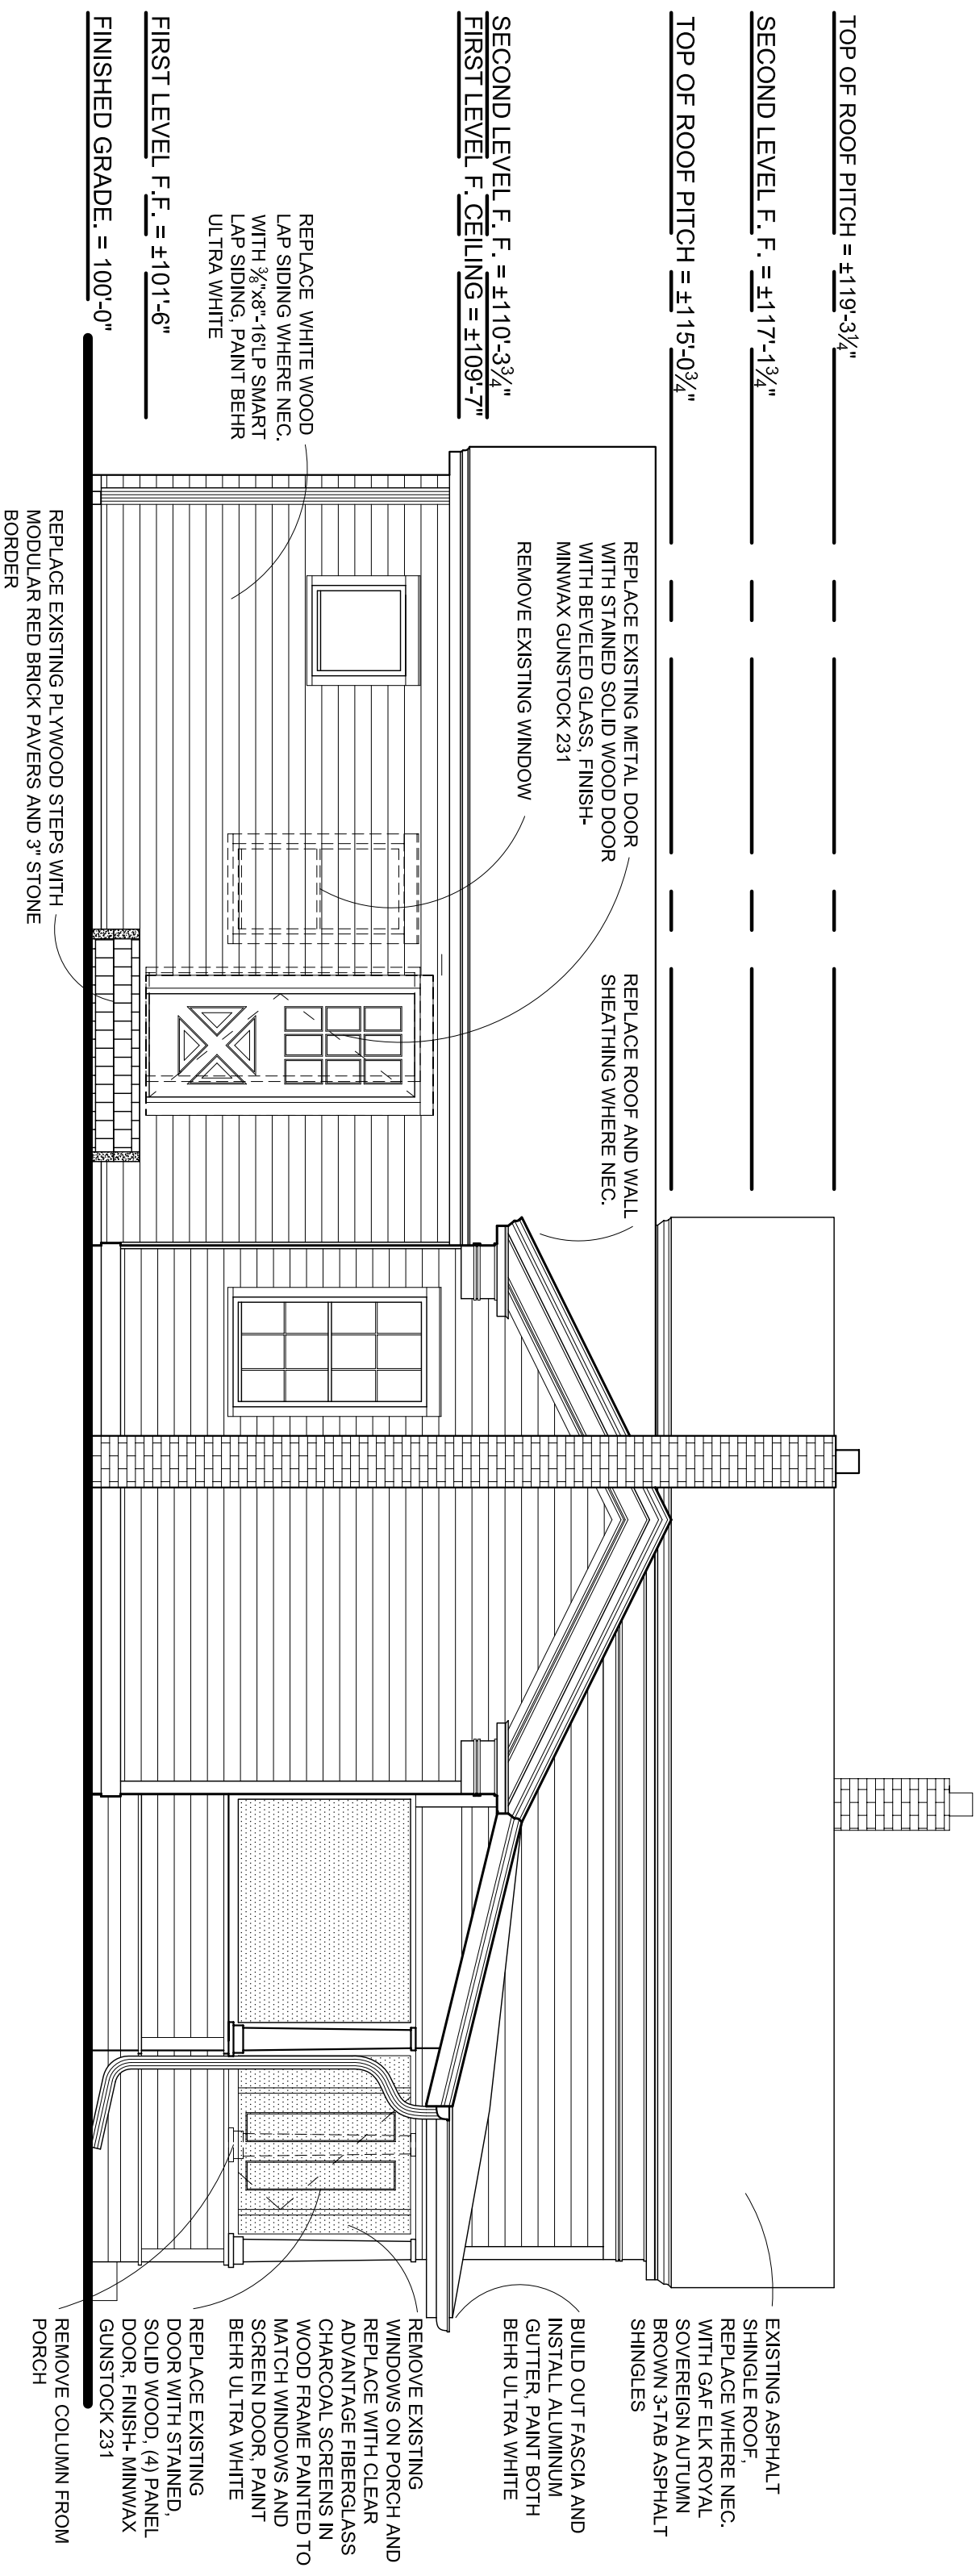 TOP OF ROOF PITCH = ±119'-3¼"
SECOND LEVEL F. F. = ±117'-1¾"
TOP OF ROOF PITCH = ±115'-0¾"
SECOND LEVEL F. F. = ±110'-3¾"
FIRST LEVEL F. CEILING = ±109'-7"
FIRST LEVEL F.F. = ±101'-6"
FINISHED GRADE. = 100'-0"
REPLACE WHITE WOOD
LAP SIDING WHERE NEC.
WITH ⅜"x8"-16'LP SMART
LAP SIDING, PAINT BEHR
ULTRA WHITE
REPLACE EXISTING PLYWOOD STEPS WITH
MODULAR RED BRICK PAVERS AND 3" STONE
BORDER
REPLACE EXISTING METAL DOOR
WITH STAINED SOLID WOOD DOOR
WITH BEVELED GLASS, FINISH-
MINWAX GUNSTOCK 231
REMOVE EXISTING WINDOW
REPLACE ROOF AND WALL
SHEATHING WHERE NEC.
EXISTING ASPHALT
SHINGLE ROOF,
REPLACE WHERE NEC.
WITH GAF ELK ROYAL
SOVEREIGN AUTUMN
BROWN 3-TAB ASPHALT
SHINGLES
BUILD OUT FASCIA AND
INSTALL ALUMINUM
GUTTER, PAINT BOTH
BEHR ULTRA WHITE
REMOVE EXISTING
WINDOWS ON PORCH AND
REPLACE WITH CLEAR
ADVANTAGE FIBERGLASS
CHARCOAL SCREENS IN
WOOD FRAME PAINTED TO
MATCH WINDOWS AND
SCREEN DOOR, PAINT
BEHR ULTRA WHITE
REPLACE EXISTING
DOOR WITH STAINED,
SOLID WOOD, (4) PANEL
DOOR, FINISH- MINWAX
GUNSTOCK 231
REMOVE COLUMN FROM
PORCH